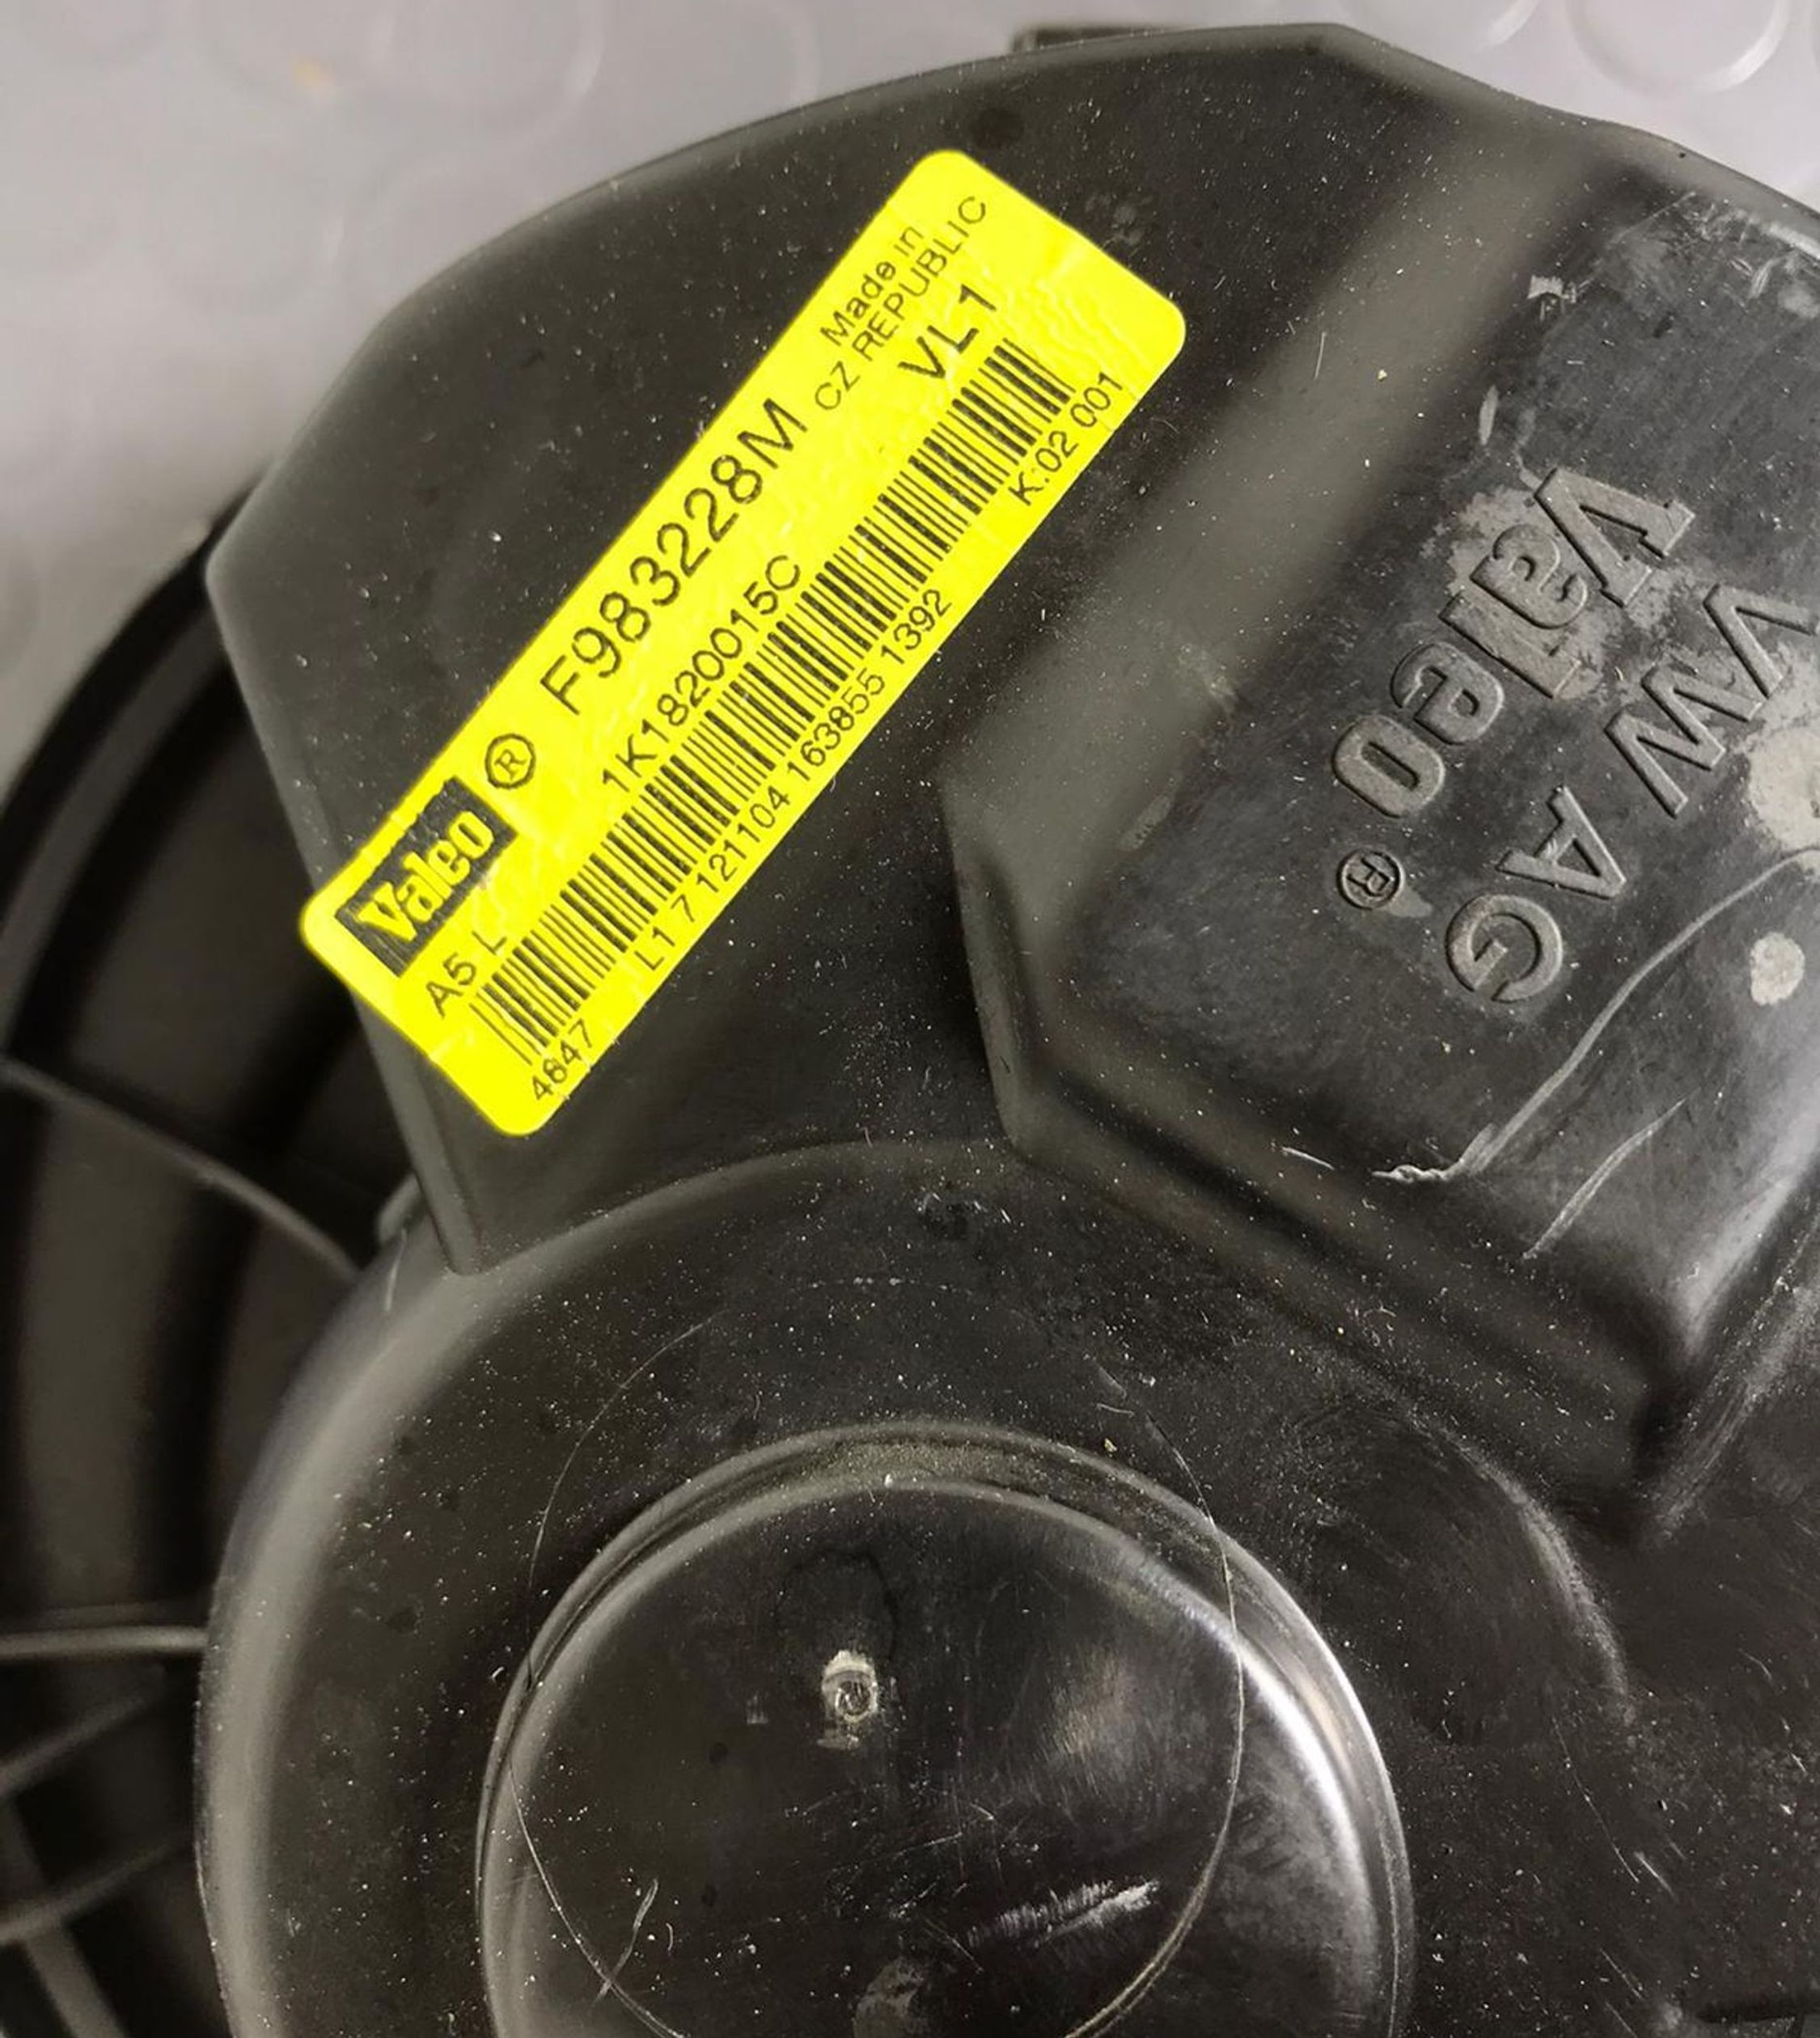 Valeo ® F983228M Made in
CZ REPUBLIC
A5 L 1K1820015C VL1
4847 L1 7 121104 163855 1392 K:02 001
VW AG
Valeo ®